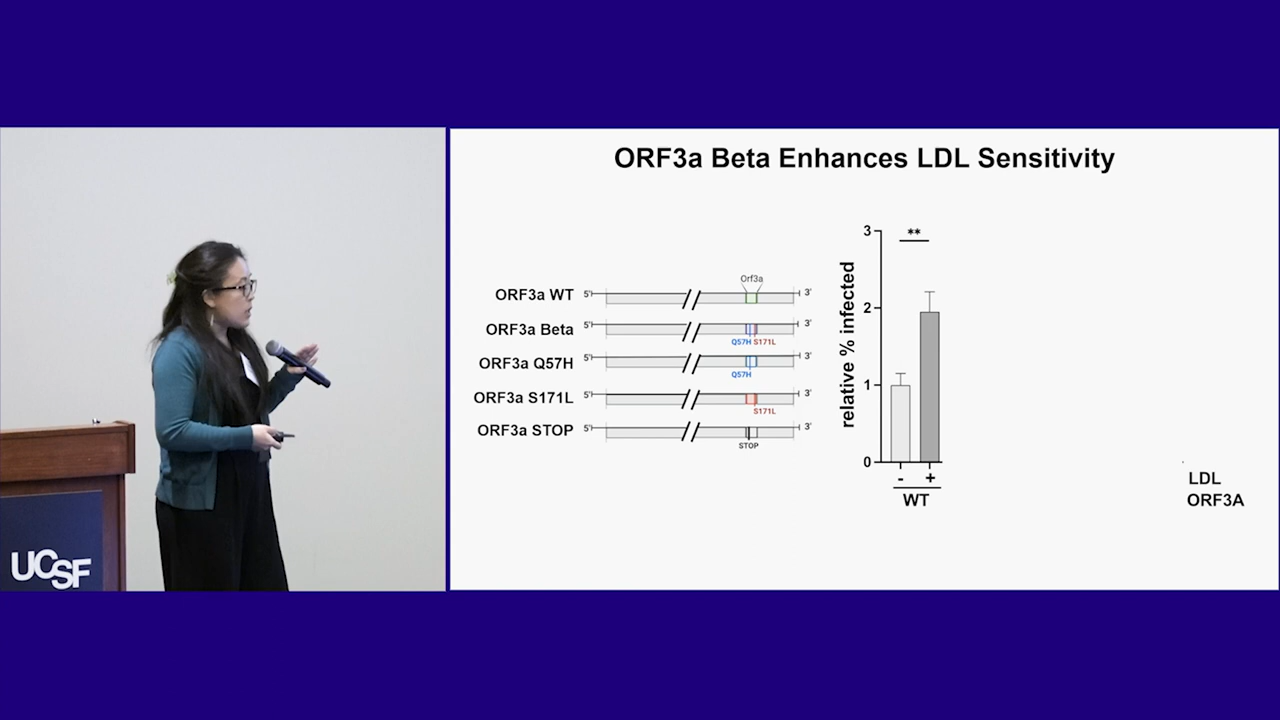 ORF3a Beta Enhances LDL Sensitivity
Orf3a
ORF3a WT 5' 3'
ORF3a Beta 5' 3'
Q57H S171L
ORF3a Q57H 5' 3'
Q57H
ORF3a S171L 5' 3'
S171L
ORF3a STOP 5' 3'
STOP
relative % infected
3
2
1
0
**
- + LDL
WT ORF3A
UCSF